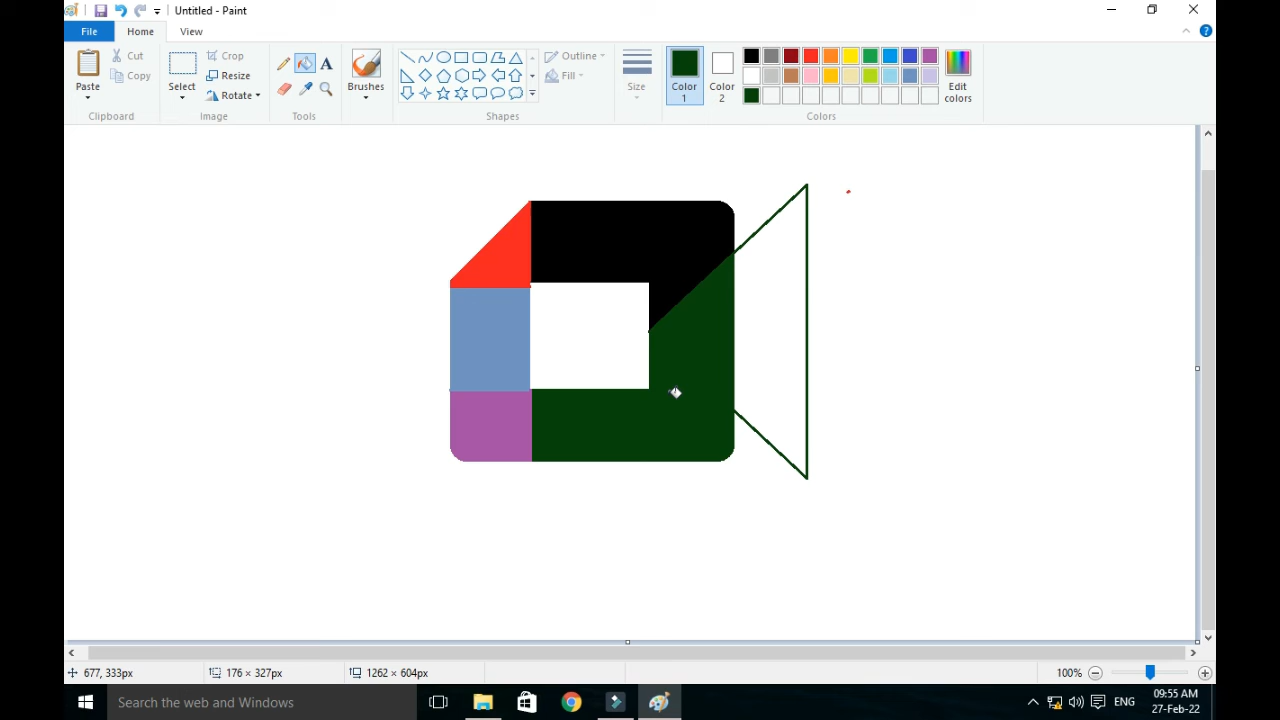 Untitled - Paint
File Home View
Paste
Cut
Copy
Clipboard
Select
Crop
Resize
Rotate
Image
A
Tools
Brushes
Shapes
Outline
Fill
Size
Color 1
Color 2
Edit colors
Colors
677, 333px
176 × 327px
1262 × 604px
100%
Search the web and Windows
ENG
09:55 AM
27-Feb-22